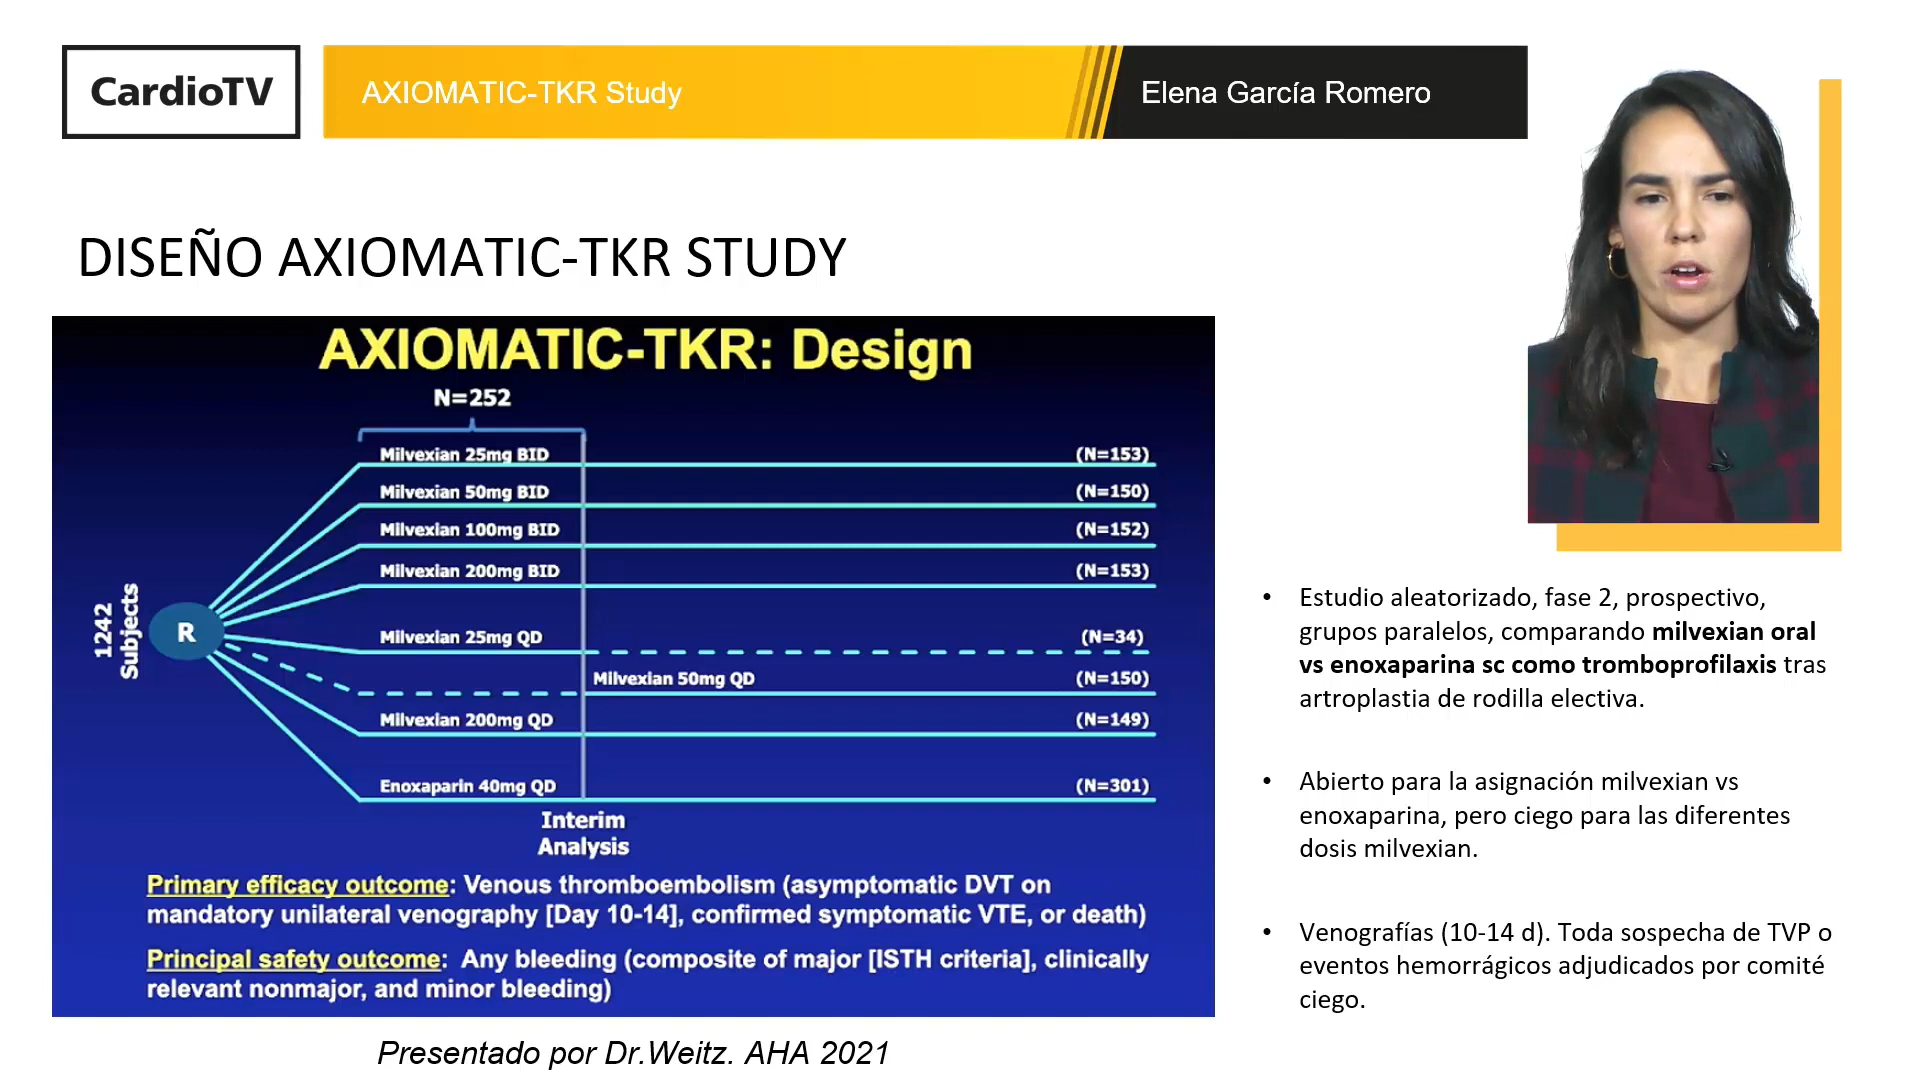 CardioTV
AXIOMATIC-TKR Study
Elena García Romero
DISEÑO AXIOMATIC-TKR STUDY
AXIOMATIC-TKR: Design
N=252
Milvexian 25mg BID (N=153)
Milvexian 50mg BID (N=150)
Milvexian 100mg BID (N=152)
Milvexian 200mg BID (N=153)
1242
Subjects
R
Milvexian 25mg QD (N=34)
Milvexian 50mg QD (N=150)
Milvexian 200mg QD (N=149)
Enoxaparin 40mg QD (N=301)
Interim
Analysis
Primary efficacy outcome: Venous thromboembolism (asymptomatic DVT on
mandatory unilateral venography [Day 10-14], confirmed symptomatic VTE, or death)
Principal safety outcome: Any bleeding (composite of major [ISTH criteria], clinically
relevant nonmajor, and minor bleeding)
Presentado por Dr.Weitz. AHA 2021
• Estudio aleatorizado, fase 2, prospectivo,
grupos paralelos, comparando milvexian oral
vs enoxaparina sc como tromboprofilaxis tras
artroplastia de rodilla electiva.
• Abierto para la asignación milvexian vs
enoxaparina, pero ciego para las diferentes
dosis milvexian.
• Venografías (10-14 d). Toda sospecha de TVP o
eventos hemorrágicos adjudicados por comité
ciego.